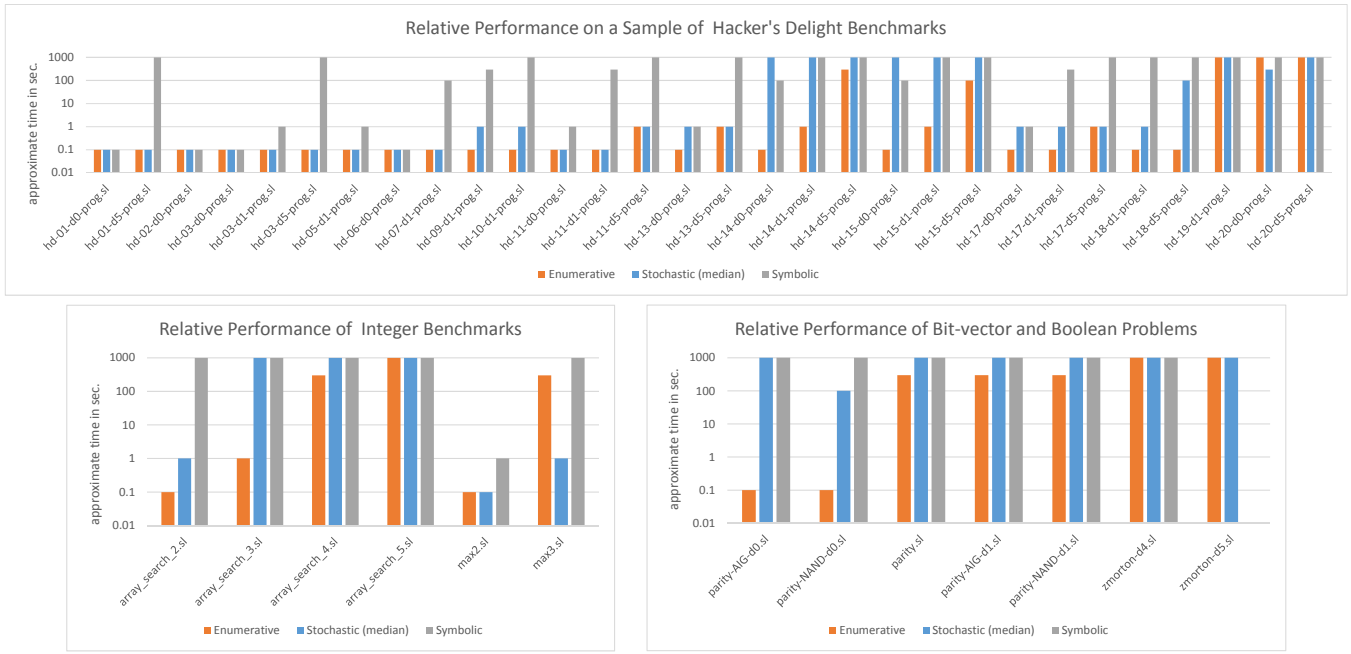 Relative Performance on a Sample of Hacker's Delight Benchmarks
approximate time in sec.
1000
100
10
1
0.1
0.01
hd-01-d0-prog.sl
hd-01-d5-prog.sl
hd-02-d0-prog.sl
hd-03-d0-prog.sl
hd-03-d1-prog.sl
hd-03-d5-prog.sl
hd-05-d1-prog.sl
hd-06-d0-prog.sl
hd-07-d1-prog.sl
hd-09-d1-prog.sl
hd-10-d1-prog.sl
hd-11-d0-prog.sl
hd-11-d1-prog.sl
hd-11-d5-prog.sl
hd-13-d0-prog.sl
hd-13-d5-prog.sl
hd-14-d0-prog.sl
hd-14-d1-prog.sl
hd-14-d5-prog.sl
hd-15-d0-prog.sl
hd-15-d1-prog.sl
hd-15-d5-prog.sl
hd-17-d0-prog.sl
hd-17-d1-prog.sl
hd-17-d5-prog.sl
hd-18-d1-prog.sl
hd-18-d5-prog.sl
hd-19-d1-prog.sl
hd-20-d0-prog.sl
hd-20-d5-prog.sl
Enumerative Stochastic (median) Symbolic
Relative Performance of Integer Benchmarks
approximate time in sec.
1000
100
10
1
0.1
0.01
array_search_2.sl
array_search_3.sl
array_search_4.sl
array_search_5.sl
max2.sl
max3.sl
Enumerative Stochastic (median) Symbolic
Relative Performance of Bit-vector and Boolean Problems
approximate time in sec.
1000
100
10
1
0.1
0.01
parity-AIG-d0.sl
parity-NAND-d0.sl
parity.sl
parity-AIG-d1.sl
parity-NAND-d1.sl
zmorton-d4.sl
zmorton-d5.sl
Enumerative Stochastic (median) Symbolic